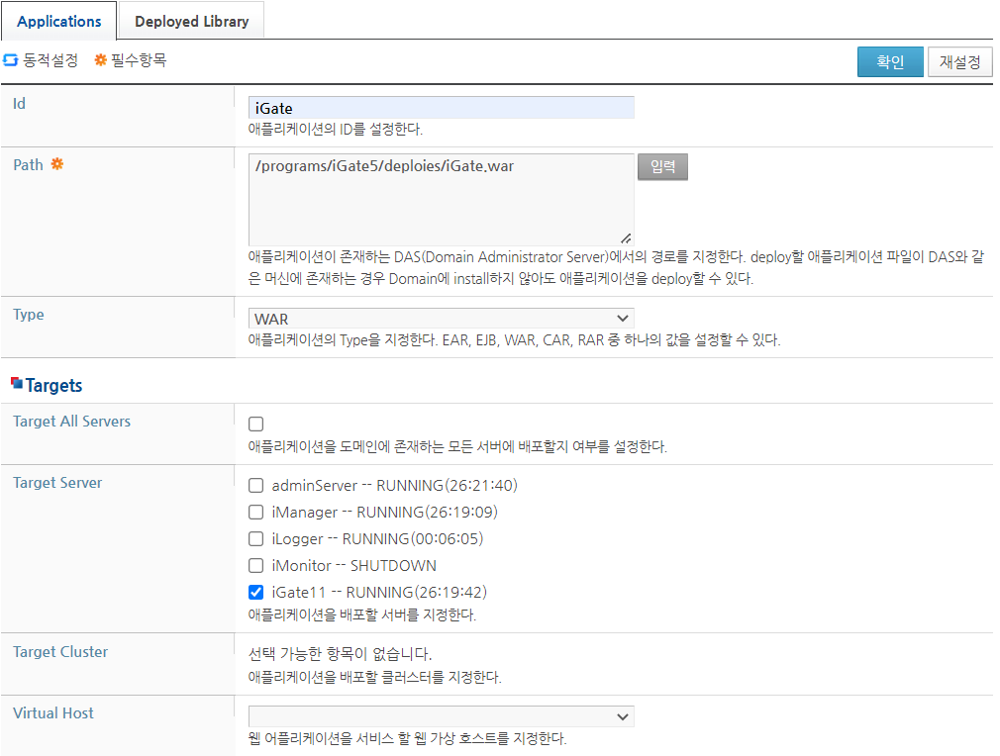 Applications
Deployed Library
동적설정 필수항목
확인
재설정
Id
iGate
애플리케이션의 ID를 설정한다.
Path
/programs/iGate5/deploies/iGate.war
입력
애플리케이션이 존재하는 DAS(Domain Administrator Server)에서의 경로를 지정한다. deploy할 애플리케이션 파일이 DAS와 같
은 머신에 존재하는 경우 Domain에 install하지 않아도 애플리케이션을 deploy할 수 있다.
Type
WAR
애플리케이션의 Type을 지정한다. EAR, EJB, WAR, CAR, RAR 중 하나의 값을 설정할 수 있다.
Targets
Target All Servers
애플리케이션을 도메인에 존재하는 모든 서버에 배포할지 여부를 설정한다.
Target Server
adminServer -- RUNNING(26:21:40)
iManager -- RUNNING(26:19:09)
iLogger -- RUNNING(00:06:05)
iMonitor -- SHUTDOWN
iGate11 -- RUNNING(26:19:42)
애플리케이션을 배포할 서버를 지정한다.
Target Cluster
선택 가능한 항목이 없습니다.
애플리케이션을 배포할 클러스터를 지정한다.
Virtual Host
웹 어플리케이션을 서비스 할 웹 가상 호스트를 지정한다.